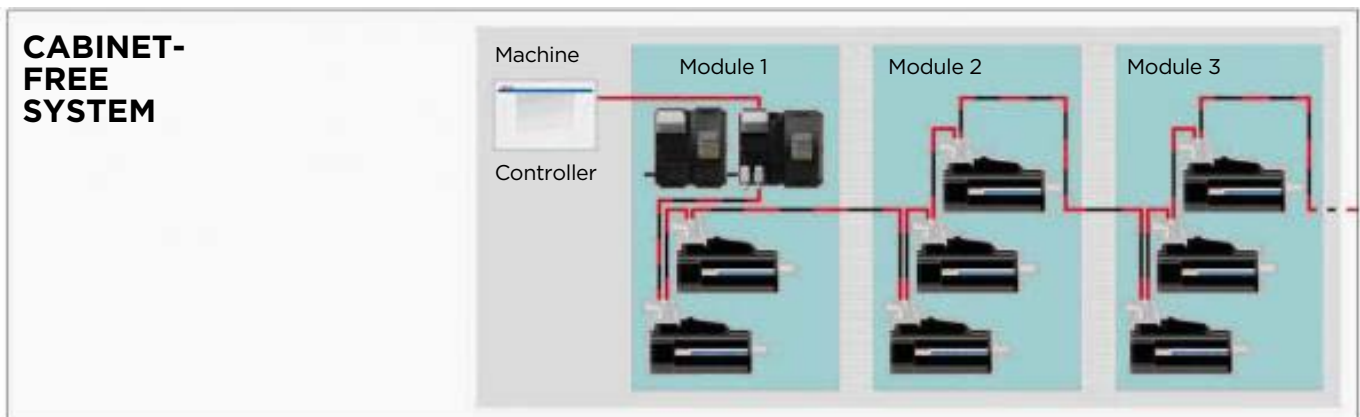 CABINET-
FREE
SYSTEM
Machine
Controller
Module 1
Module 2
Module 3